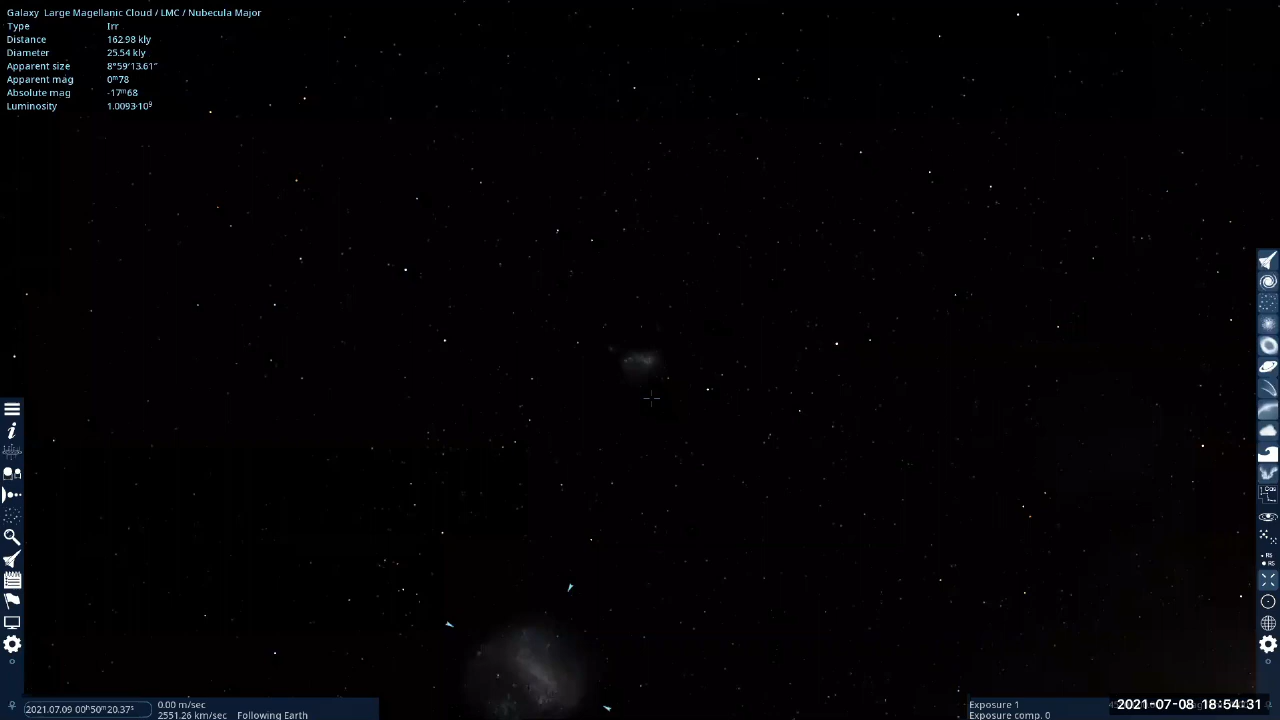 Galaxy Large Magellanic Cloud / LMC / Nubecula Major
Type Irr
Distance 162.98 kly
Diameter 25.54 kly
Apparent size 8°59'13.61"
Apparent mag 0ᵐ78
Absolute mag -17ᵐ68
Luminosity 1.0093·10⁹
Gas
RS
RS
2021.07.09 00ʰ50ᵐ20.37ˢ
0.00 m/sec
2551.26 km/sec Following Earth
Exposure 1
Exposure comp. 0
2021-07-08 18:54:31